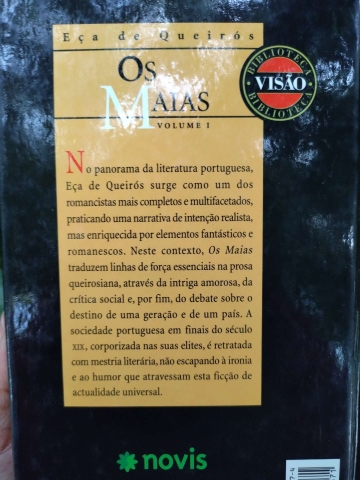 Eça de Queirós
Os
Maias
VOLUME I
BIBLIOTECA
VISÃO
BIBLIOTECA
No panorama da literatura portuguesa,
Eça de Queirós surge como um dos
romancistas mais completos e multifacetados,
praticando uma narrativa de intenção realista,
mas enriquecida por elementos fantásticos e
romanescos. Neste contexto, Os Maias
traduzem linhas de força essenciais na prosa
queirosiana, através da intriga amorosa, da
crítica social e, por fim, do debate sobre o
destino de uma geração e de um país. A
sociedade portuguesa em finais do século
XIX, corporizada nas suas elites, é retratada
com mestria literária, não escapando à ironia
e ao humor que atravessam esta ficção de
actualidade universal.
novis